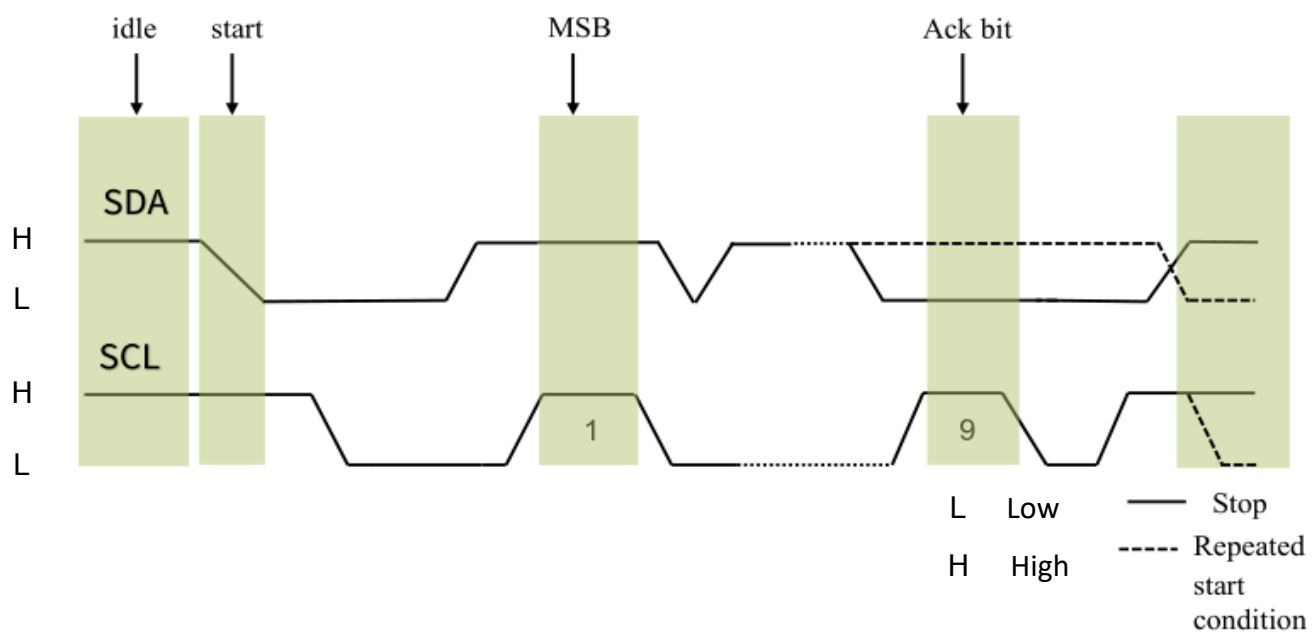 idle start MSB Ack bit
SDA
H
L
SCL
H
1 9
L
L Low Stop
H High Repeated
start
condition